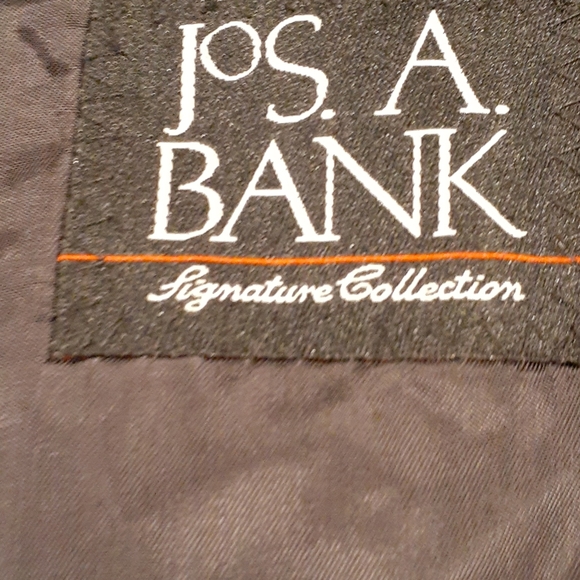 JoS. A.
BANK
Signature Collection